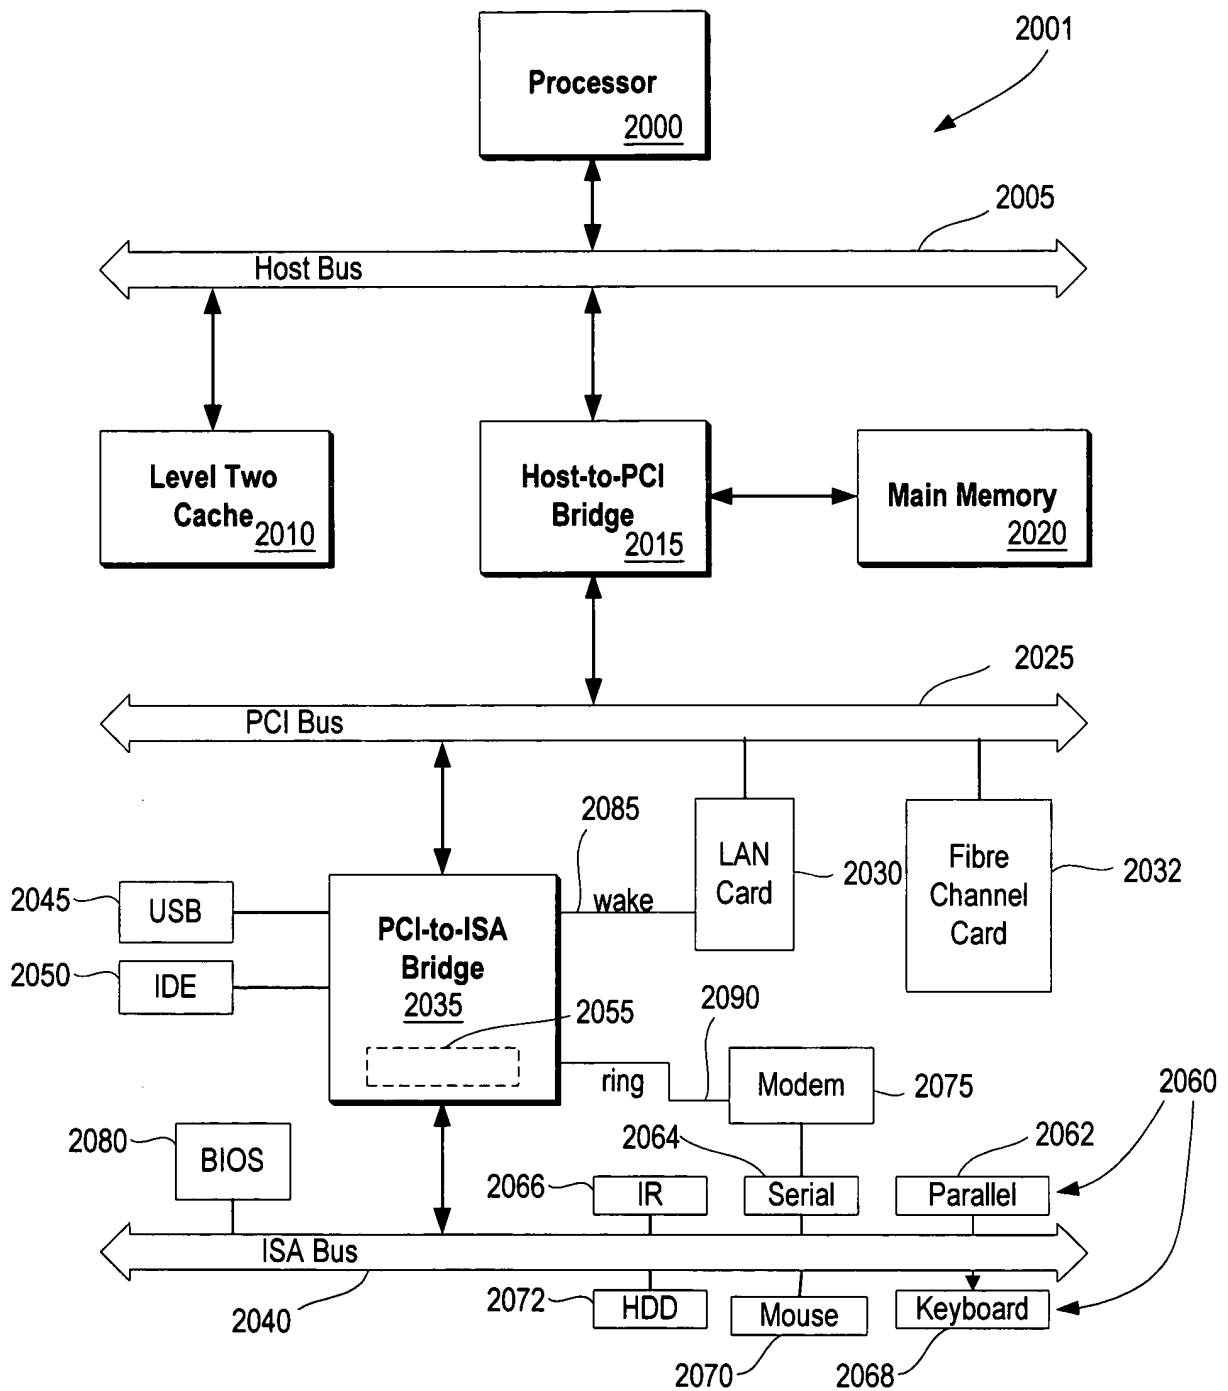 2001
Processor
2000
2005
Host Bus
Level Two
Cache
2010
Host-to-PCI
Bridge
2015
Main Memory
2020
2025
PCI Bus
2085
LAN
Card
2030
Fibre
Channel
Card
2032
2045
USB
wake
PCI-to-ISA
Bridge
2035
2050
IDE
2055
2090
ring
Modem
2075
2060
2080
BIOS
2064
2062
2066
IR
Serial
Parallel
ISA Bus
2040
2072
HDD
Mouse
Keyboard
2070
2068